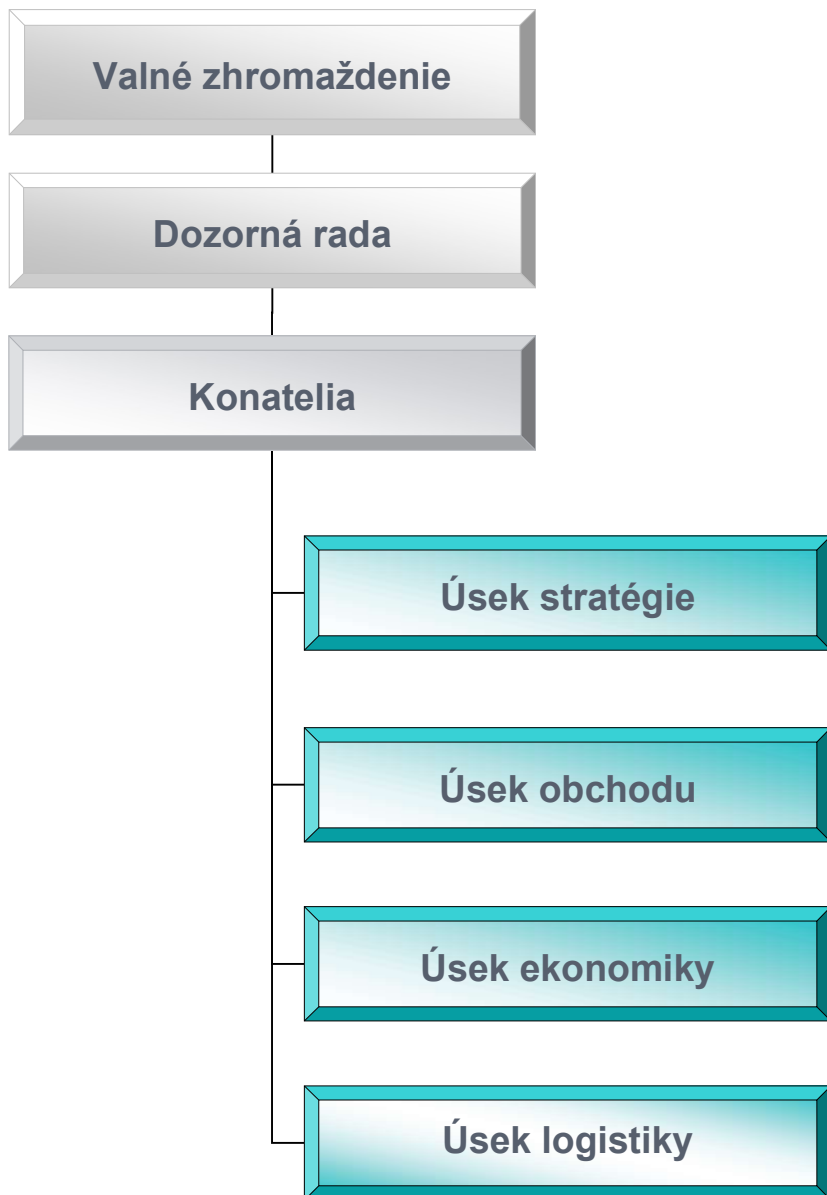 Valné zhromaždenie
Dozorná rada
Konatelia
Úsek stratégie
Úsek obchodu
Úsek ekonomiky
Úsek logistiky